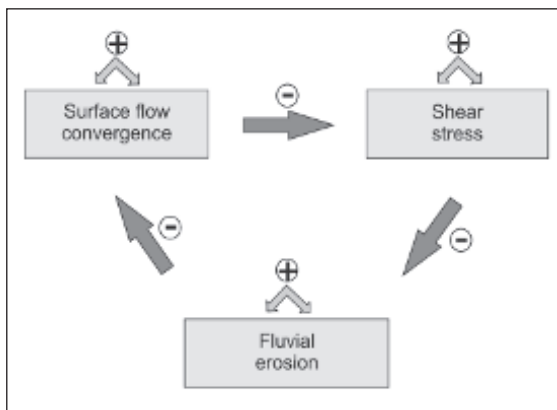 +
+
Surface flow
convergence
−
Shear
stress
−
−
+
Fluvial
erosion